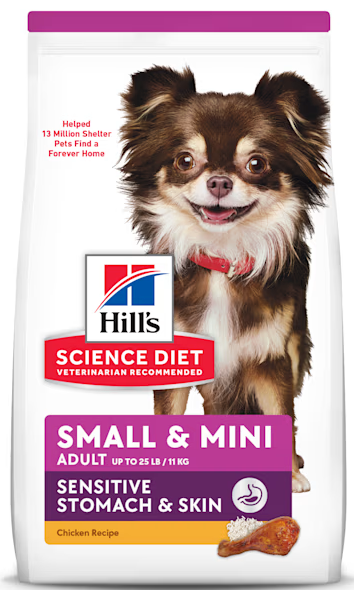 Helped
13 Million Shelter
Pets Find a
Forever Home
Hill's
SCIENCE DIET
VETERINARIAN RECOMMENDED
SMALL & MINI
ADULT UP TO 25 LB / 11 KG
SENSITIVE
STOMACH & SKIN
Chicken Recipe